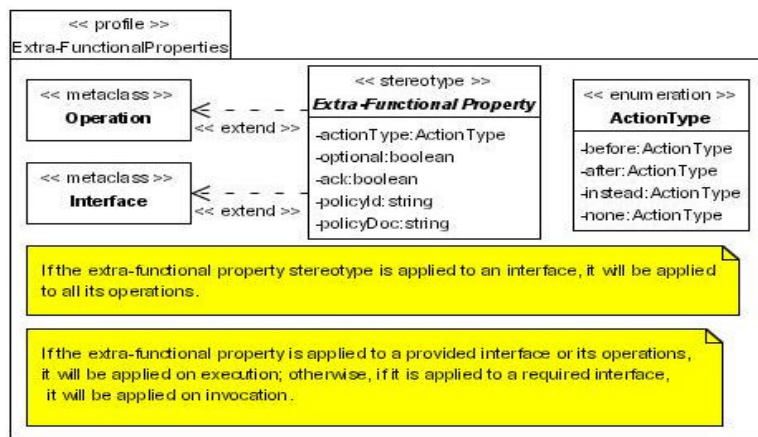 << profile >>
Extra-FunctionalProperties
<< metaclass >>
Operation
<< extend >>
<< metaclass >>
Interface
<< extend >>
<< stereotype >>
Extra-Functional Property
-actionType:ActionType
-optional:boolean
-ack:boolean
-policyId:string
-policyDoc:string
<< enumeration >>
ActionType
-before:ActionType
-after:ActionType
-instead:ActionType
-none:ActionType
If the extra-functional property stereotype is applied to an interface, it will be applied
to all its operations.
If the extra-functional property is applied to a provided interface or its operations,
it will be applied on execution; otherwise, if it is applied to a required interface,
it will be applied on invocation.